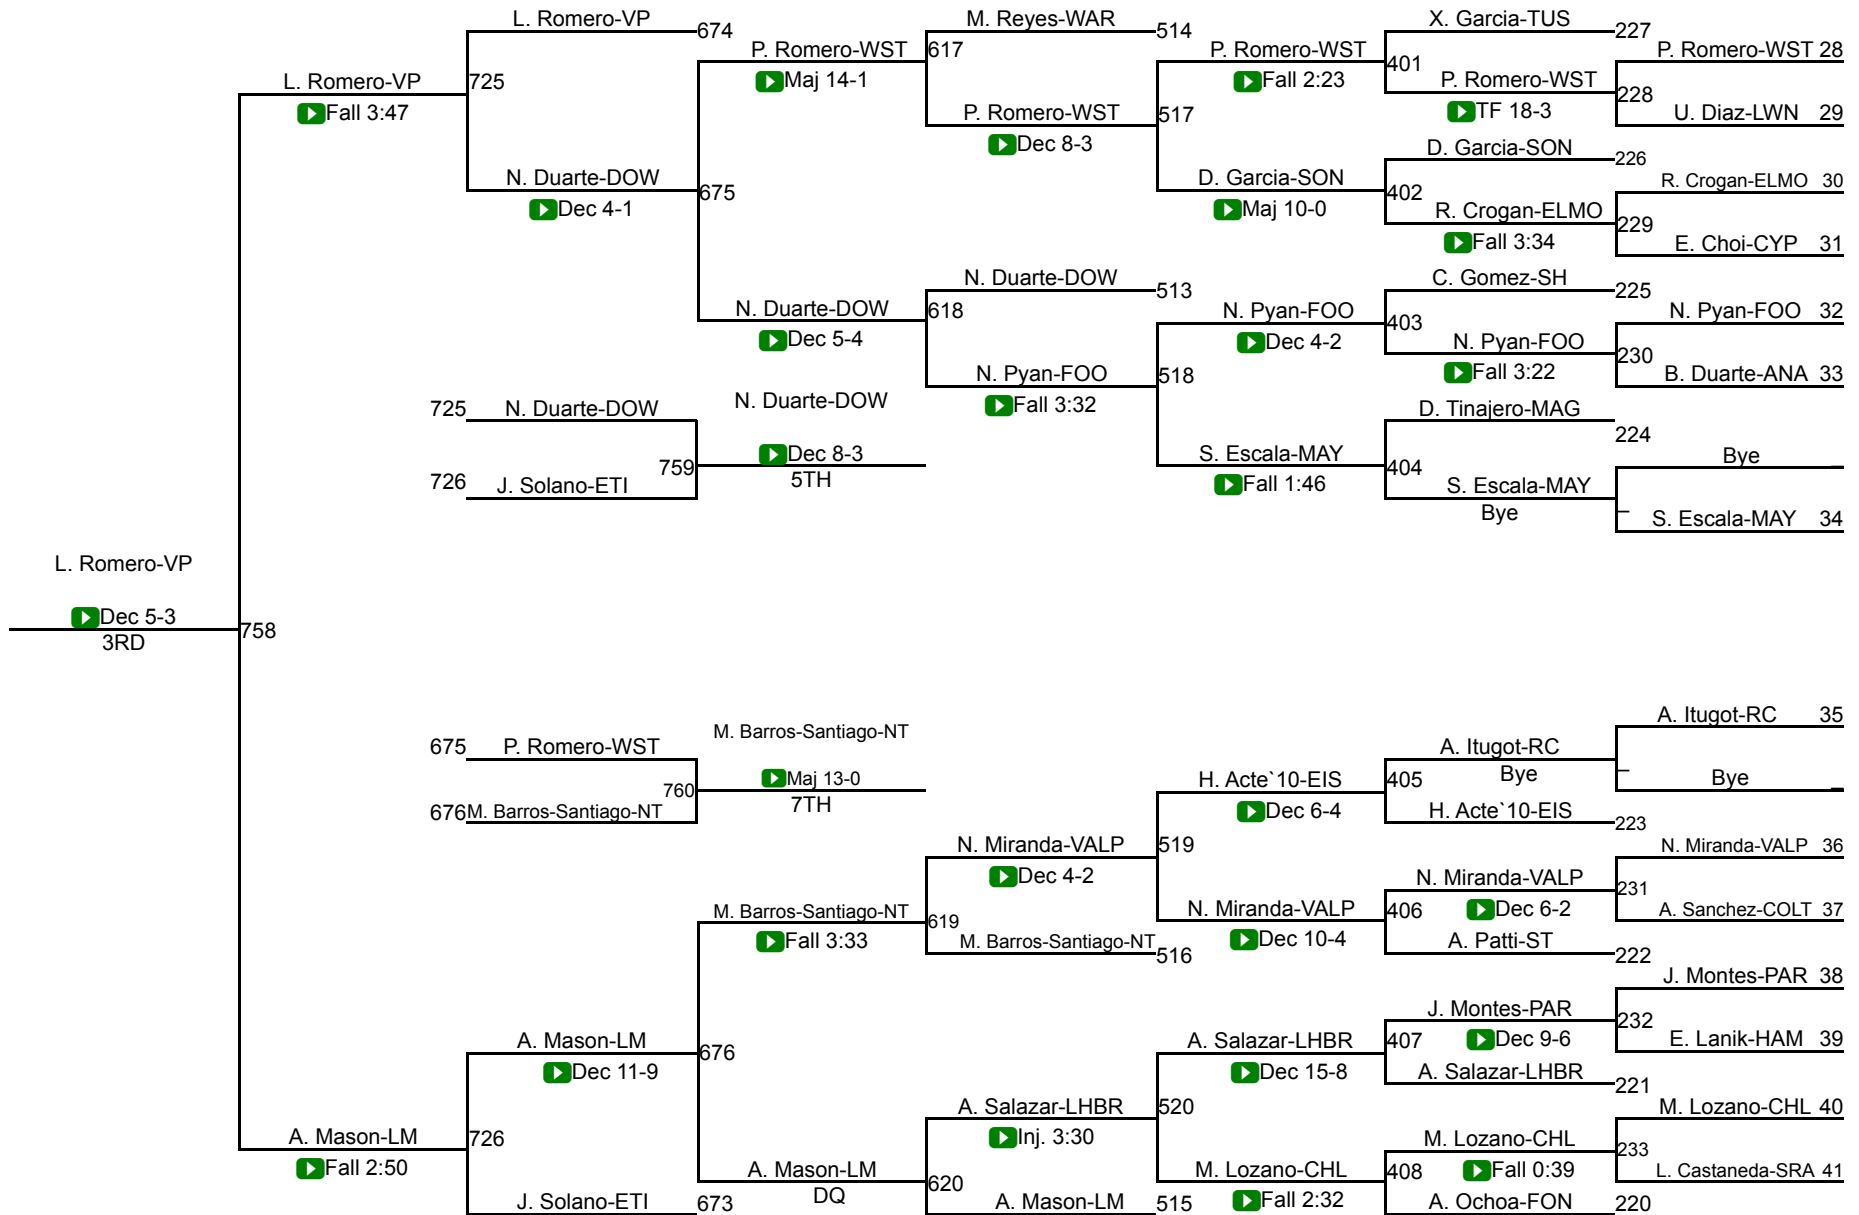 L. Romero-VP
674
M. Reyes-WAR
514
X. Garcia-TUS
227
P. Romero-WST
617
P. Romero-WST
P. Romero-WST 28
L. Romero-VP
725
Maj 14-1
Fall 2:23
401
P. Romero-WST
228
Fall 3:47
P. Romero-WST
517
TF 18-3
U. Diaz-LWN 29
Dec 8-3
D. Garcia-SON
226
N. Duarte-DOW
675
D. Garcia-SON
402
R. Crogan-ELMO 30
Dec 4-1
Maj 10-0
R. Crogan-ELMO
229
Fall 3:34
E. Choi-CYP 31
N. Duarte-DOW
513
C. Gomez-SH
225
N. Duarte-DOW
618
N. Pyan-FOO
403
N. Pyan-FOO 32
Dec 5-4
Dec 4-2
N. Pyan-FOO
230
N. Pyan-FOO
518
Fall 3:22
B. Duarte-ANA 33
725
N. Duarte-DOW
N. Duarte-DOW
Fall 3:32
D. Tinajero-MAG
224
759
Dec 8-3
S. Escala-MAY
404
Bye
_
726
J. Solano-ETI
5TH
Fall 1:46
S. Escala-MAY
Bye
_
S. Escala-MAY 34
L. Romero-VP
Dec 5-3
758
3RD
A. Itugot-RC 35
675
P. Romero-WST
M. Barros-Santiago-NT
A. Itugot-RC
_
760
Maj 13-0
H. Acte`10-EIS
405
Bye
Bye
_
676
M. Barros-Santiago-NT
7TH
Dec 6-4
H. Acte`10-EIS
223
N. Miranda-VALP
519
N. Miranda-VALP 36
Dec 4-2
N. Miranda-VALP
231
M. Barros-Santiago-NT
619
N. Miranda-VALP
406
Dec 6-2
A. Sanchez-COLT 37
Fall 3:33
M. Barros-Santiago-NT
516
Dec 10-4
A. Patti-ST
222
J. Montes-PAR 38
J. Montes-PAR
232
A. Mason-LM
676
A. Salazar-LHBR
407
Dec 9-6
E. Lanik-HAM 39
Dec 11-9
Dec 15-8
A. Salazar-LHBR
221
A. Salazar-LHBR
520
M. Lozano-CHL 40
A. Mason-LM
726
Inj. 3:30
M. Lozano-CHL
233
Fall 2:50
A. Mason-LM
620
M. Lozano-CHL
408
Fall 0:39
L. Castaneda-SRA 41
J. Solano-ETI
673
DQ
A. Mason-LM
515
Fall 2:32
A. Ochoa-FON
220